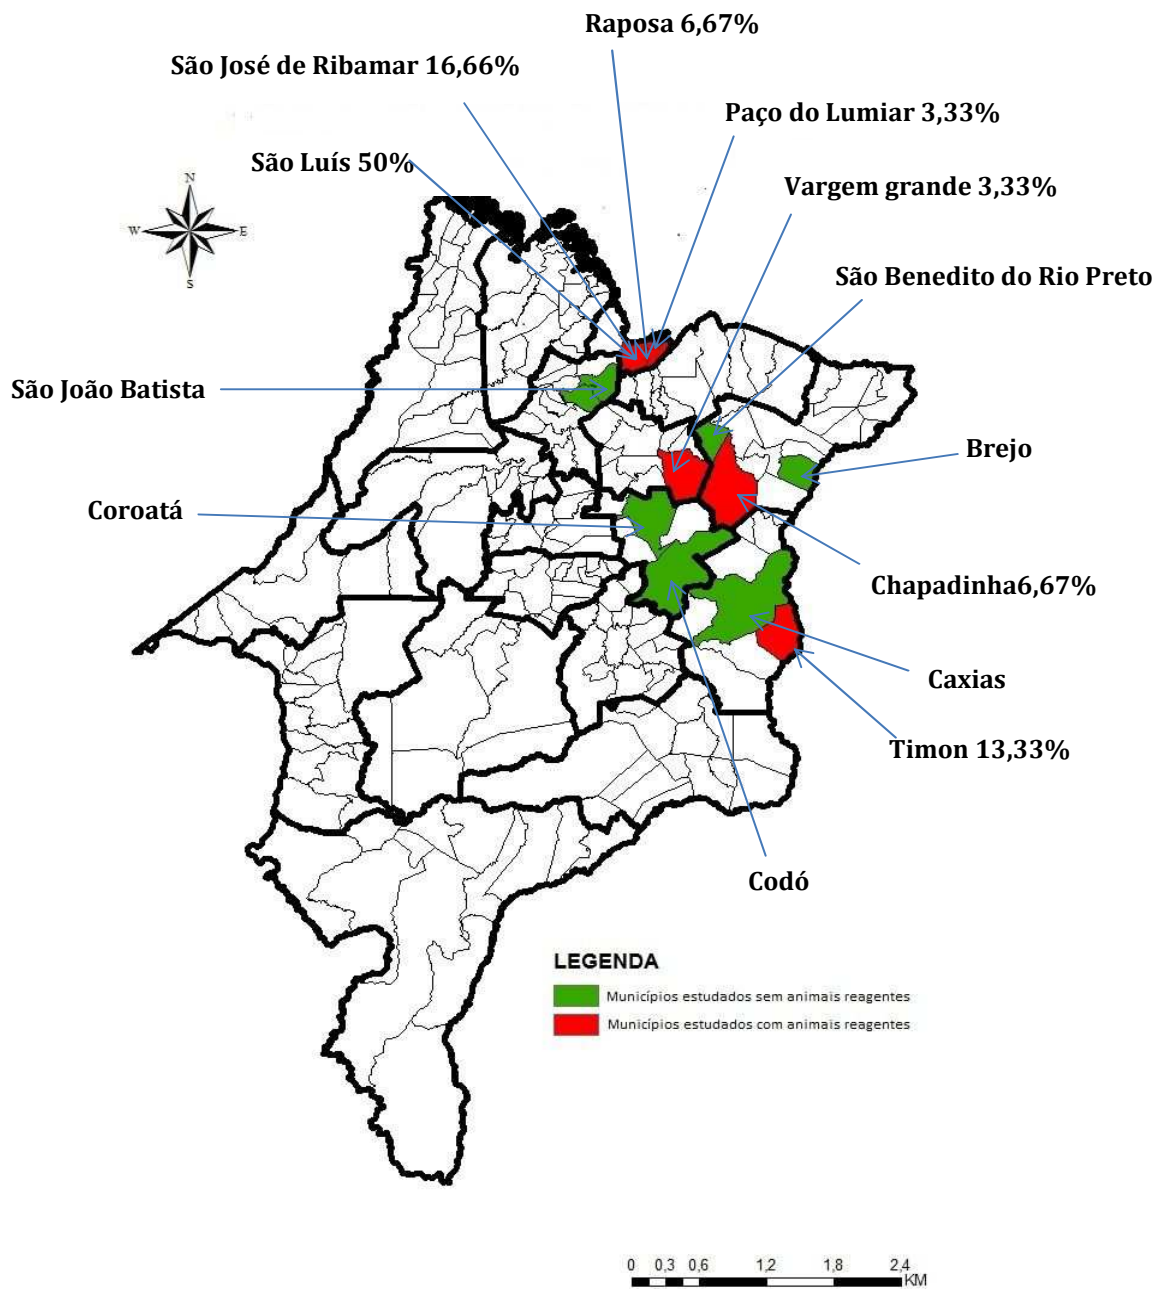 Raposa 6,67%
São José de Ribamar 16,66%
Paço do Lumiar 3,33%
São Luís 50%
Vargem grande 3,33%
N
W
E
S
São Benedito do Rio Preto
São João Batista
Brejo
Coroatá
Chapadinha6,67%
Caxias
Timon 13,33%
Codó
LEGENDA
Municípios estudados sem animais reagentes
Municípios estudados com animais reagentes
0 0,3 0,6 1,2 1,8 2,4
KM